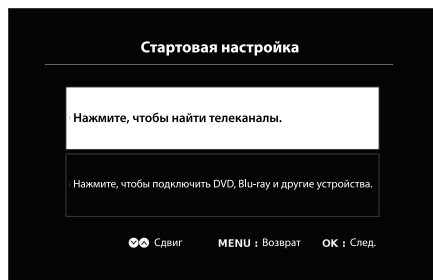 Стартовая настройка
Нажмите, чтобы найти телеканалы.
Нажмите, чтобы подключить DVD, Blu-ray и другие устройства.
Сдвиг MENU : Возврат OK : След.